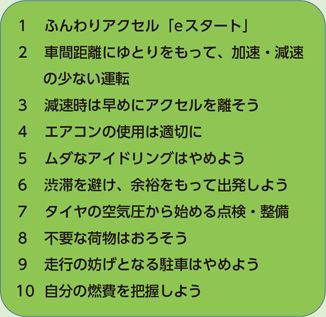 1 ふんわりアクセル「eスタート」
2 車間距離にゆとりをもって、加速・減速
の少ない運転
3 減速時は早めにアクセルを離そう
4 エアコンの使用は適切に
5 ムダなアイドリングはやめよう
6 渋滞を避け、余裕をもって出発しよう
7 タイヤの空気圧から始める点検・整備
8 不要な荷物はおろそう
9 走行の妨げとなる駐車はやめよう
10 自分の燃費を把握しよう